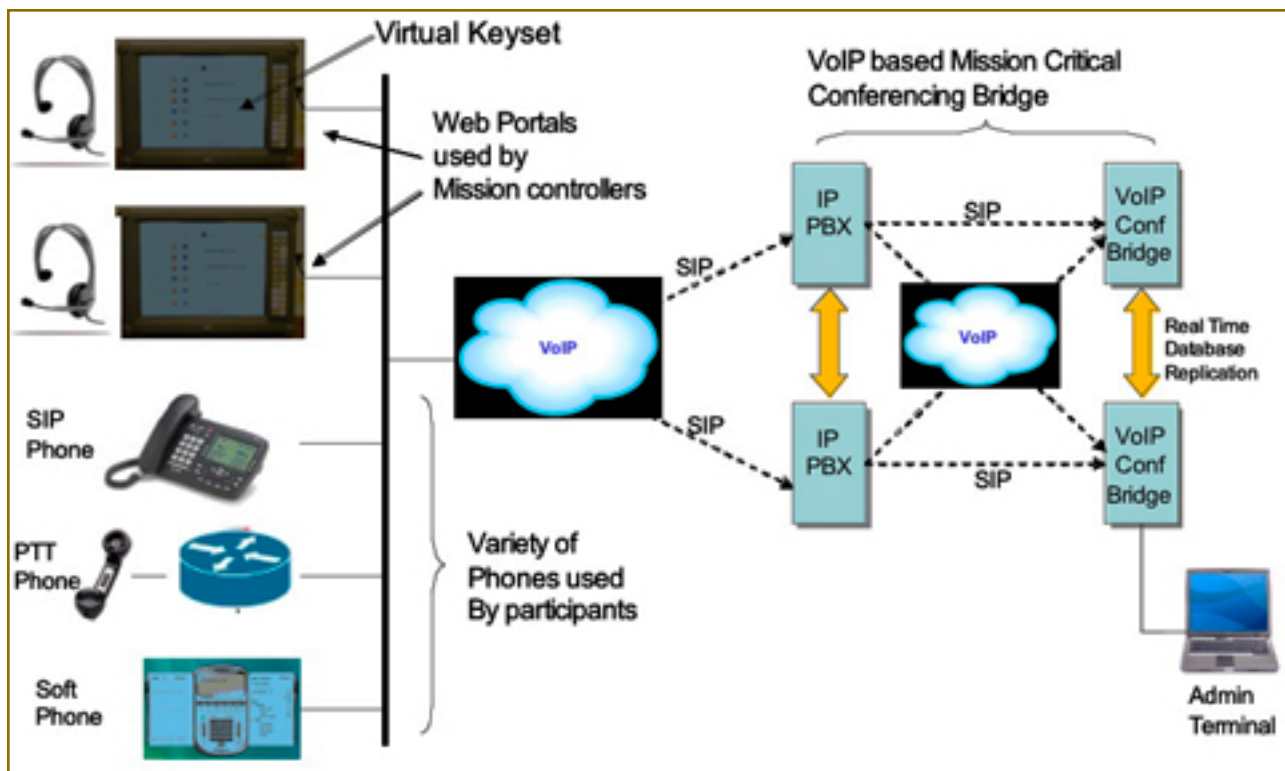 Virtual Keyset
Web Portals
used by
Mission controllers
VoIP based Mission Critical
Conferencing Bridge
IP
PBX
SIP
VoIP
Conf
Bridge
SIP
VoIP
VoIP
Real Time
Database
Replication
SIP
Phone
SIP
IP
PBX
SIP
VoIP
Conf
Bridge
PTT
Phone
Variety of
Phones used
By participants
Soft
Phone
Admin
Terminal